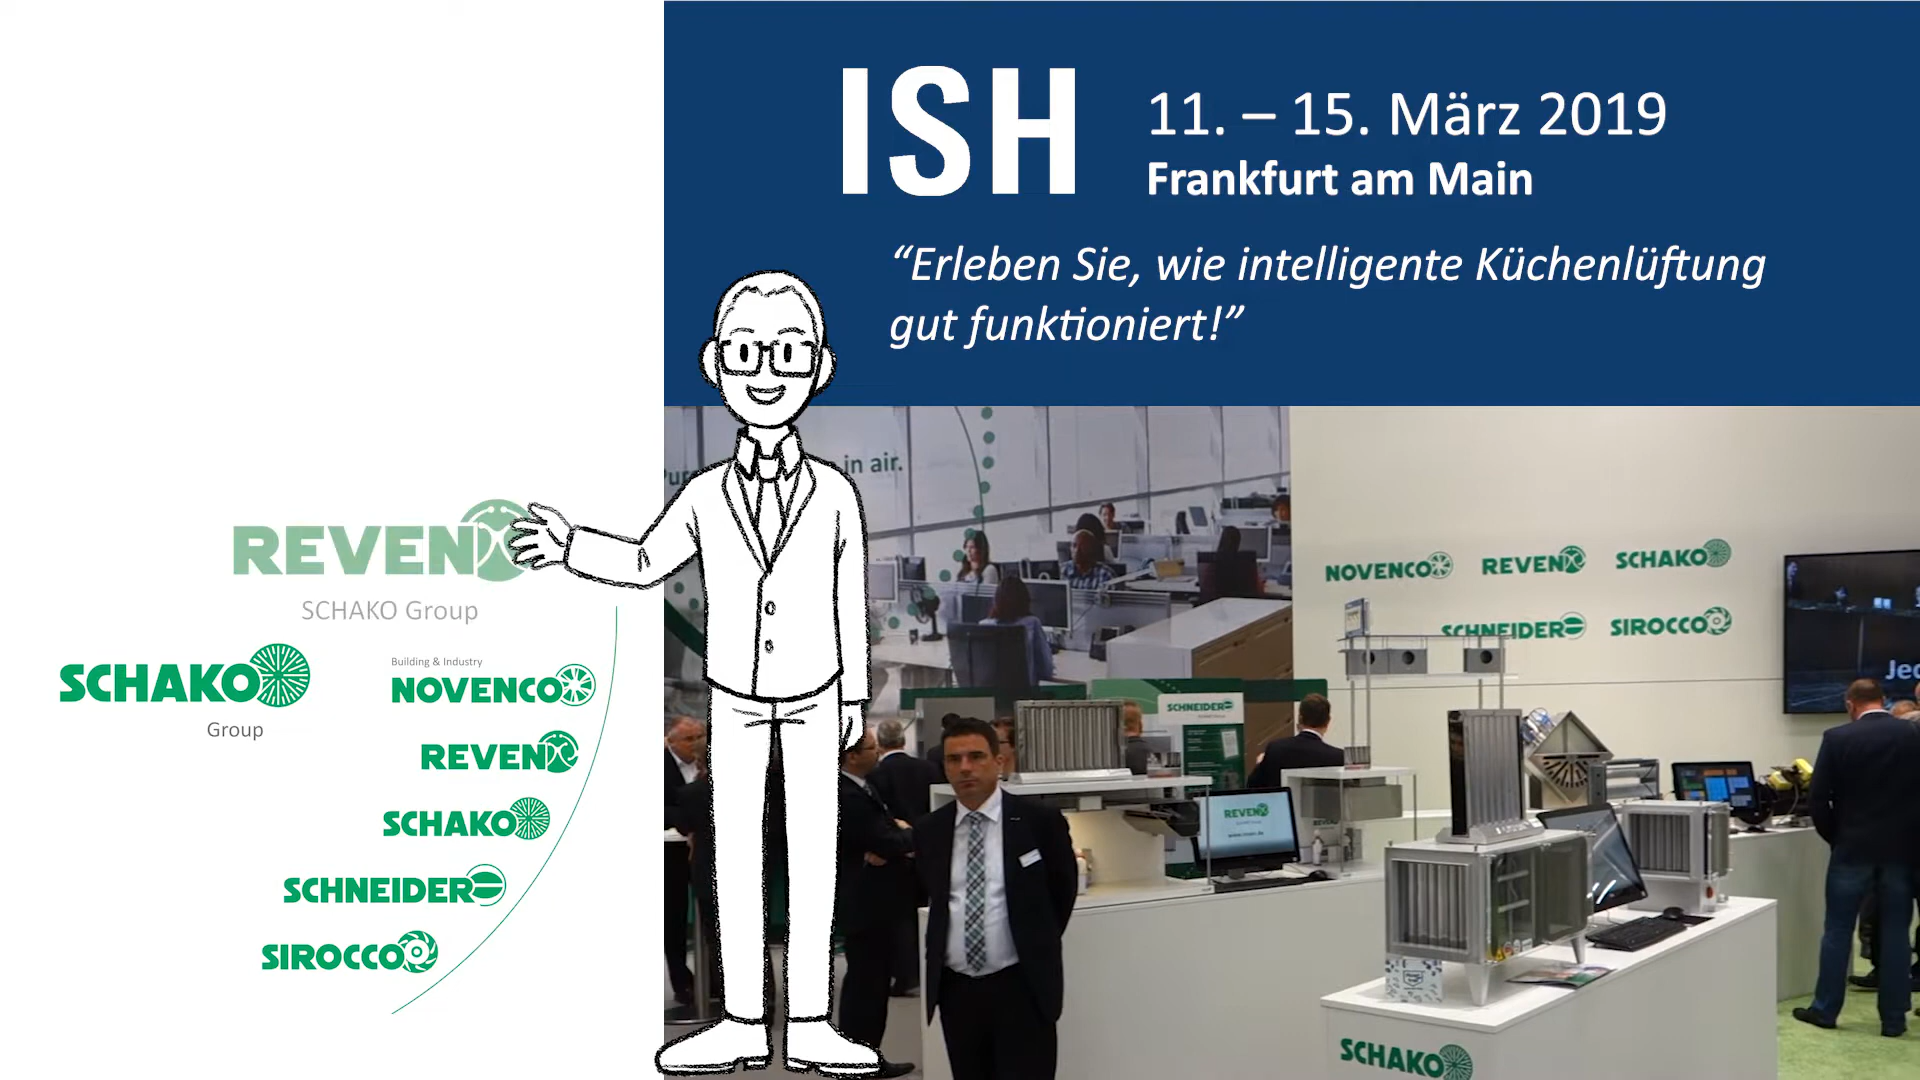 ISH
11. – 15. März 2019
Frankfurt am Main
“Erleben Sie, wie intelligente Küchenlüftung
gut funktioniert!”
in air.
REVEN
SCHAKO Group
SCHAKO
Group
Building & Industry
NOVENCO
REVEN
SCHAKO
SCHNEIDER
SIROCCO
NOVENCO
REVEN
SCHAKO
SCHNEIDER
SIROCCO
SCHNEIDER
REVEN
SCHAKO